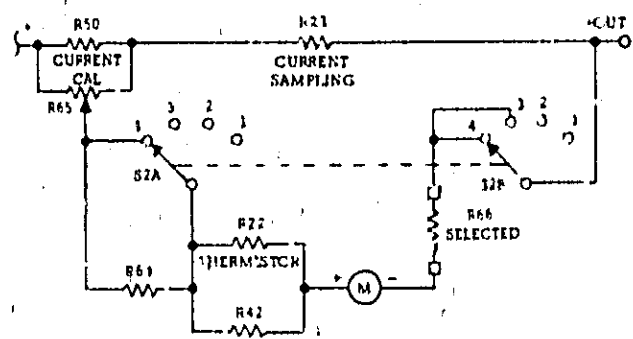 +
R50
R21
+OUT
CURRENT
CAL
CURRENT
SAMPLING
R65
3 2 1
3 2 1
4
S2A
S2B
R66
SELECTED
R22
THERMISTOR
R61
R42
+ M -